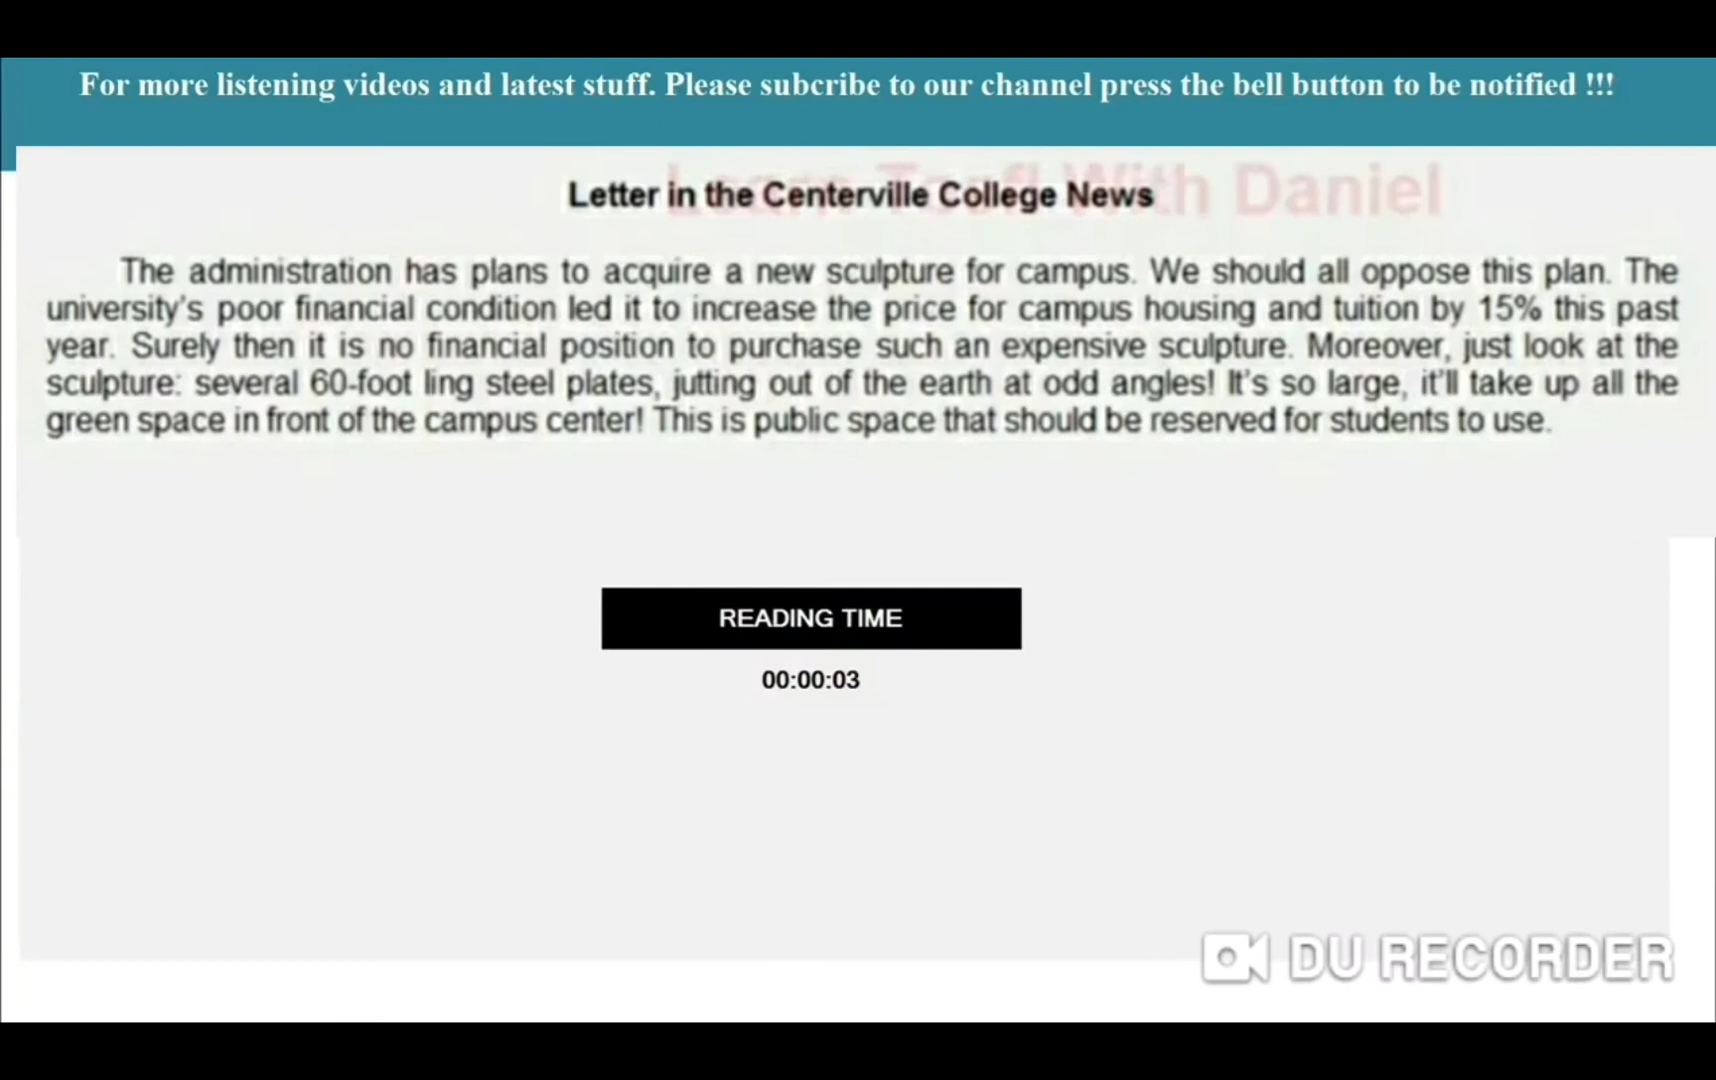 For more listening videos and latest stuff. Please subcribe to our channel press the bell button to be notified !!!
Learn Toefl With Daniel
Letter in the Centerville College News
The administration has plans to acquire a new sculpture for campus. We should all oppose this plan. The
university's poor financial condition led it to increase the price for campus housing and tuition by 15% this past
year. Surely then it is no financial position to purchase such an expensive sculpture. Moreover, just look at the
sculpture: several 60-foot ling steel plates, jutting out of the earth at odd angles! It's so large, it'll take up all the
green space in front of the campus center! This is public space that should be reserved for students to use.
READING TIME
00:00:03
DU RECORDER